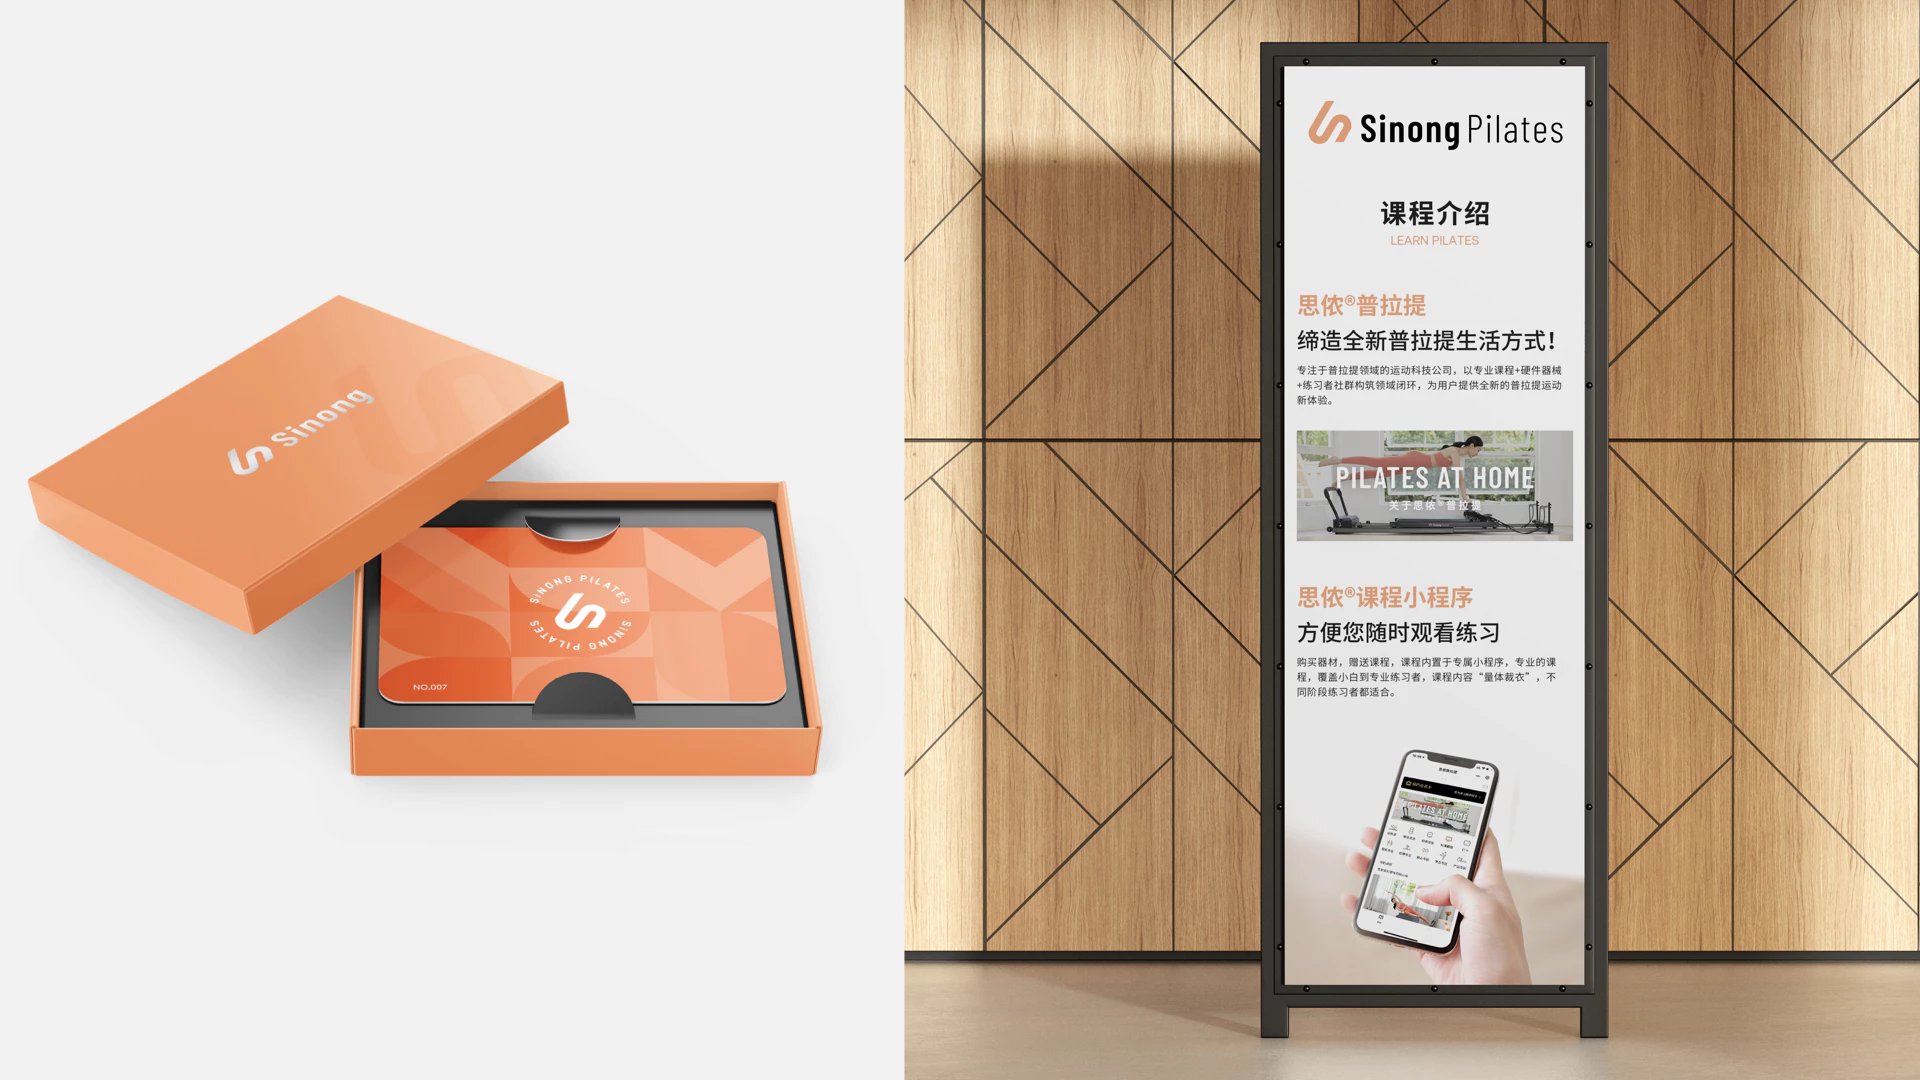 Sinong
SINONG PILATES
SINONG PILATES
NO.007
Sinong Pilates
课程介绍
LEARN PILATES
思侬®普拉提
缔造全新普拉提生活方式！
专注于普拉提领域的运动科技公司，以专业课程+硬件器械
+练习者社群构筑领域闭环，为用户提供全新的普拉提运动
新体验。
PILATES AT HOME
关于思侬®普拉提
思侬®课程小程序
方便您随时观看练习
购买器材，赠送课程，课程内置于专属小程序，专业的课
程，覆盖小白到专业练习者，课程内容“量体裁衣”，不
同阶段练习者都适合。
PILATES AT HOME